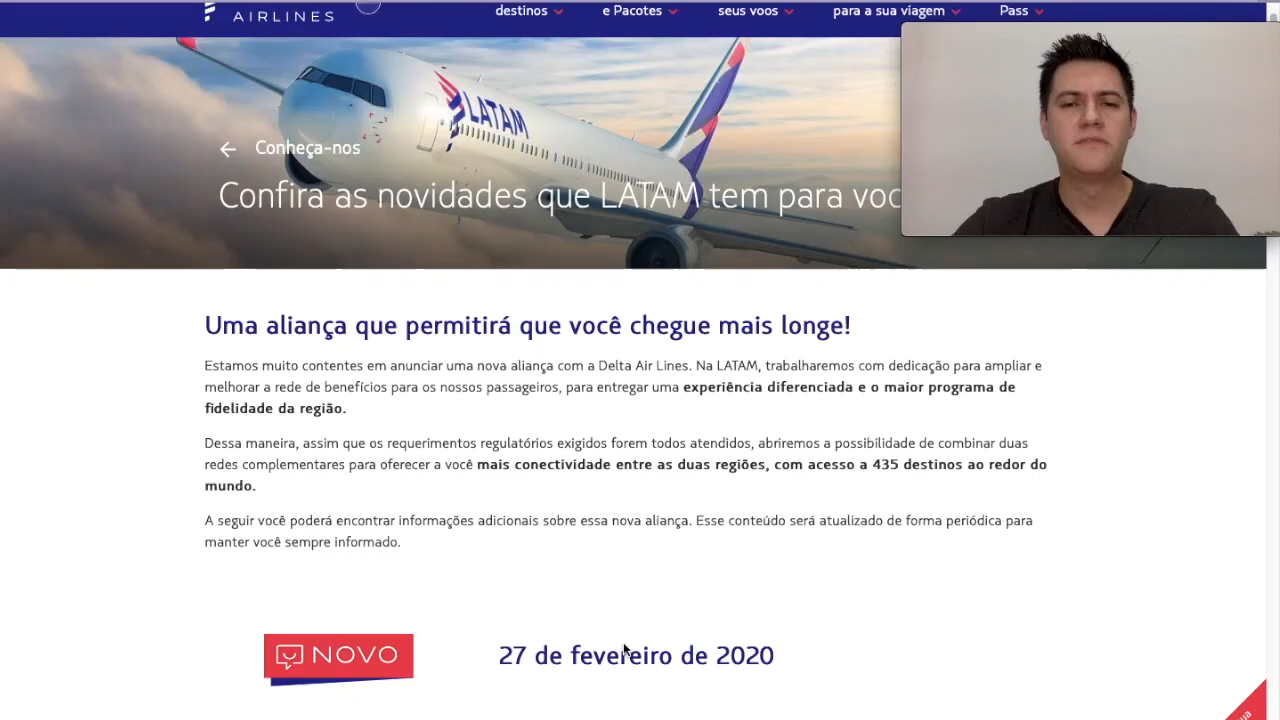 AIRLINES
destinos
e Pacotes
seus voos
para a sua viagem
Pass
LATAM
Conheça-nos
Confira as novidades que LATAM tem para voc
Uma aliança que permitirá que você chegue mais longe!
Estamos muito contentes em anunciar uma nova aliança com a Delta Air Lines. Na LATAM, trabalharemos com dedicação para ampliar e
melhorar a rede de benefícios para os nossos passageiros, para entregar uma experiência diferenciada e o maior programa de
fidelidade da região.
Dessa maneira, assim que os requerimentos regulatórios exigidos forem todos atendidos, abriremos a possibilidade de combinar duas
redes complementares para oferecer a você mais conectividade entre as duas regiões, com acesso a 435 destinos ao redor do
mundo.
A seguir você poderá encontrar informações adicionais sobre essa nova aliança. Esse conteúdo será atualizado de forma periódica para
manter você sempre informado.
NOVO
27 de fevereiro de 2020